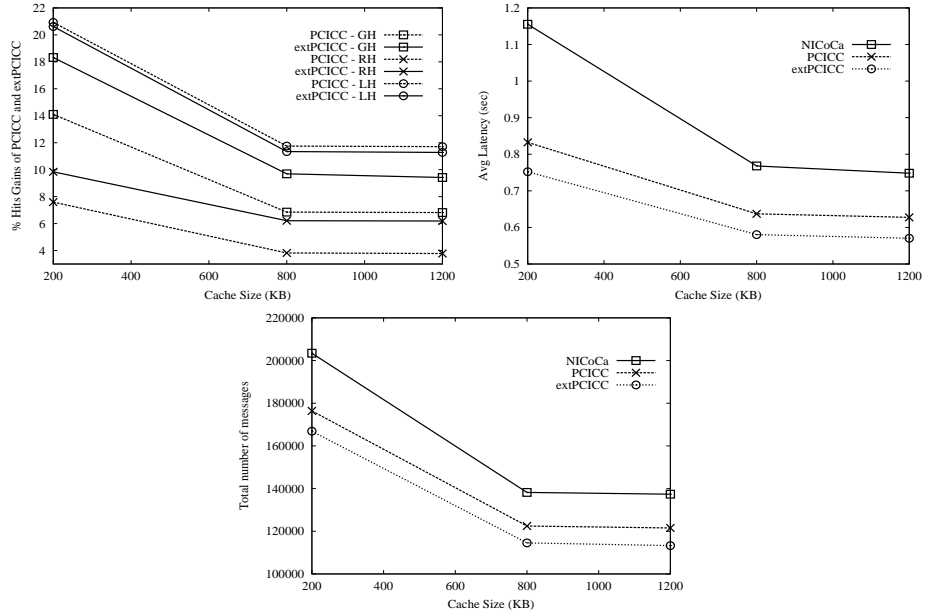 % Hits Gains of PCICC and extPCICC
22
20
18
16
14
12
10
8
6
4
200 400 600 800 1000 1200
Cache Size (KB)
PCICC - GH
extPCICC - GH
PCICC - RH
extPCICC - RH
PCICC - LH
extPCICC - LH
Avg Latency (sec)
1.2
1.1
1
0.9
0.8
0.7
0.6
0.5
200 400 600 800 1000 1200
Cache Size (KB)
NICoCa
PCICC
extPCICC
Total number of messages
220000
200000
180000
160000
140000
120000
100000
200 400 600 800 1000 1200
Cache Size (KB)
NICoCa
PCICC
extPCICC